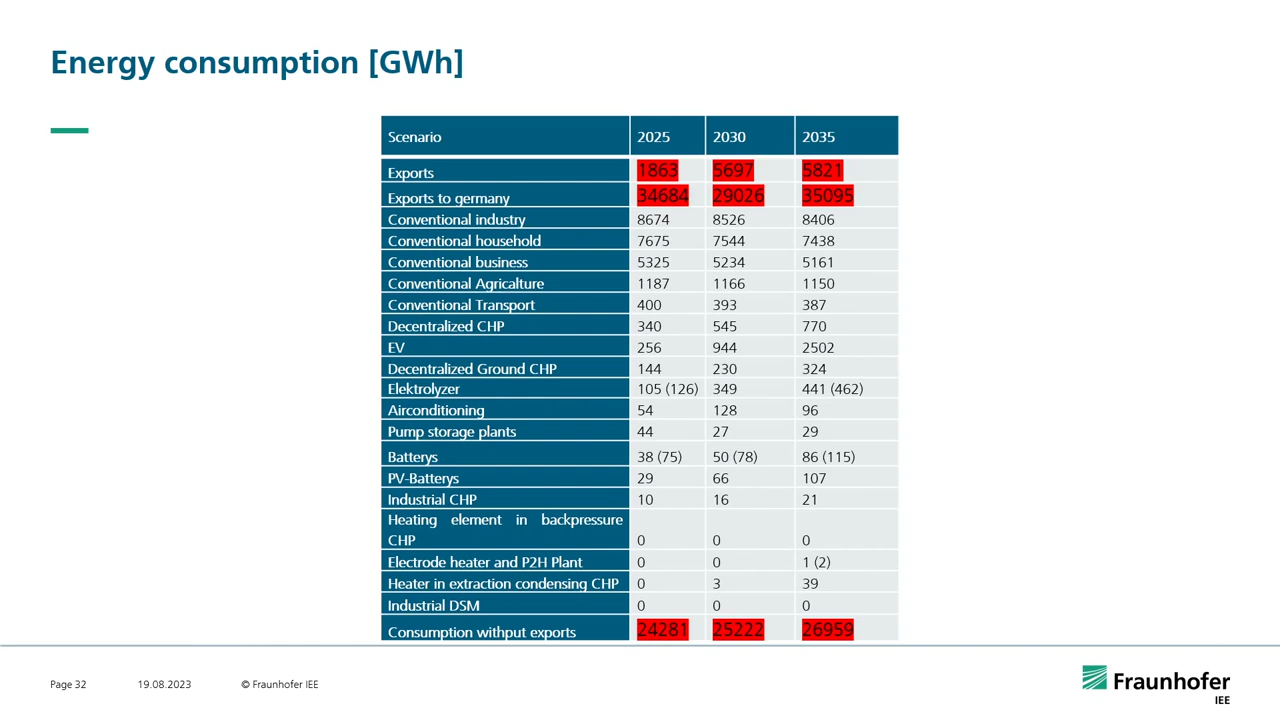 Energy consumption [GWh]
Scenario 2025 2030 2035
Exports 1863 5697 5821
Exports to germany 34684 29026 35095
Conventional industry 8674 8526 8406
Conventional household 7675 7544 7438
Conventional business 5325 5234 5161
Conventional Agricalture 1187 1166 1150
Conventional Transport 400 393 387
Decentralized CHP 340 545 770
EV 256 944 2502
Decentralized Ground CHP 144 230 324
Elektrolyzer 105 (126) 349 441 (462)
Airconditioning 54 128 96
Pump storage plants 44 27 29
Batterys 38 (75) 50 (78) 86 (115)
PV-Batterys 29 66 107
Industrial CHP 10 16 21
Heating element in backpressure
CHP 0 0 0
Electrode heater and P2H Plant 0 0 1 (2)
Heater in extraction condensing CHP 0 3 39
Industrial DSM 0 0 0
Consumption withput exports 24281 25222 26959
Page 32 19.08.2023 © Fraunhofer IEE
Fraunhofer
IEE